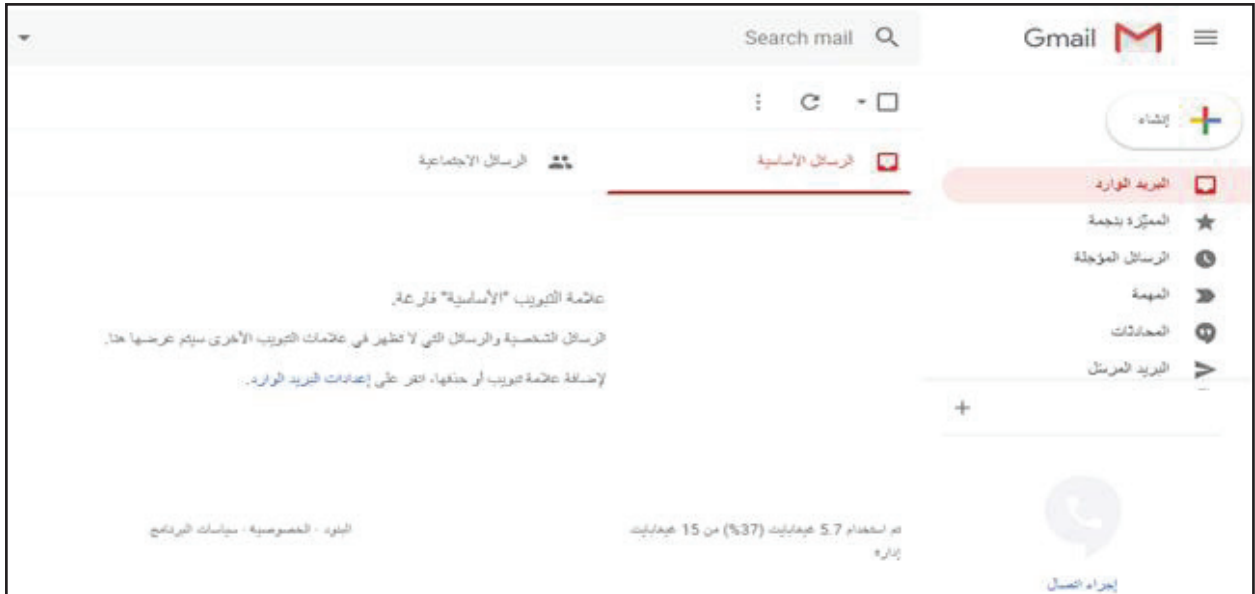 Gmail
Search mail
إنشاء
البريد الوارد
المميّزة بنجمة
الرسائل المؤجلة
المهمة
المحادثات
البريد المرسل
الرسائل الأساسية
الرسائل الاجتماعية
علامة التبويب "الأساسية" فارغة.
الرسائل الشخصية والرسائل التي لا تظهر في علامات التبويب الأخرى سيتم عرضها هنا.
لإضافة علامة تبويب أو حذفها، انقر على إعدادات البريد الوارد.
تم استخدام 5.7 غيغابايت (37%) من 15 غيغابايت
إدارة
البنود - الخصوصية - سياسات البرنامج
إجراء اتصال